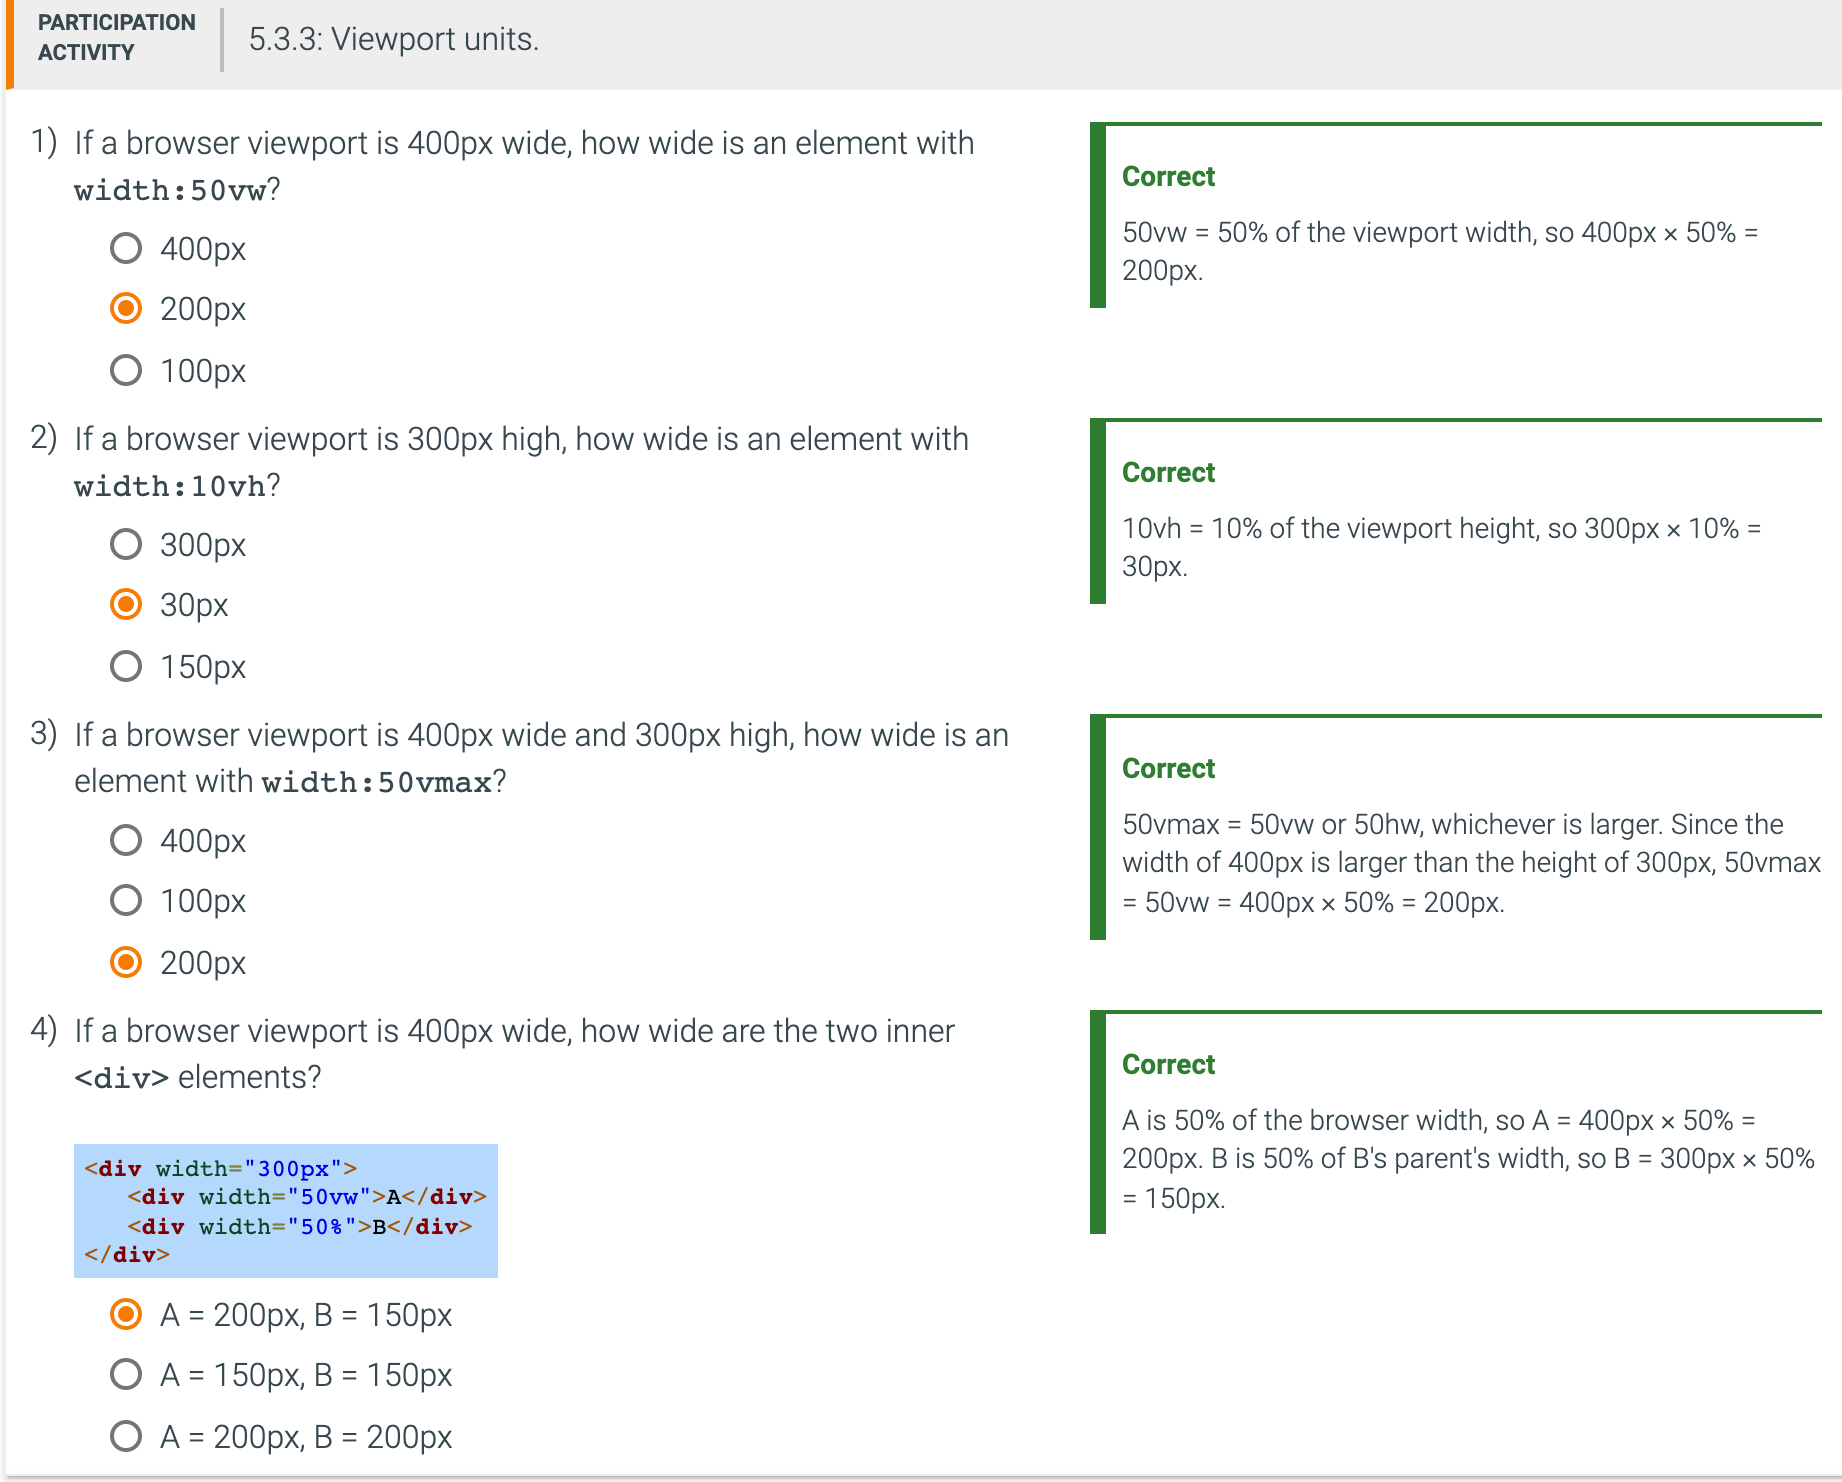 PARTICIPATION
ACTIVITY
5.3.3: Viewport units.
1) If a browser viewport is 400px wide, how wide is an element with
width:50vw?
400px
200px
100px
Correct
50vw = 50% of the viewport width, so 400px × 50% =
200px.
2) If a browser viewport is 300px high, how wide is an element with
width:10vh?
300px
30px
150px
Correct
10vh = 10% of the viewport height, so 300px × 10% =
30px.
3) If a browser viewport is 400px wide and 300px high, how wide is an
element with width:50vmax?
400px
100px
200px
Correct
50vmax = 50vw or 50hw, whichever is larger. Since the
width of 400px is larger than the height of 300px, 50vmax
= 50vw = 400px × 50% = 200px.
4) If a browser viewport is 400px wide, how wide are the two inner
<div> elements?
<div width="300px">
<div width="50vw">A</div>
<div width="50%">B</div>
</div>
A = 200px, B = 150px
A = 150px, B = 150px
A = 200px, B = 200px
Correct
A is 50% of the browser width, so A = 400px × 50% =
200px. B is 50% of B's parent's width, so B = 300px × 50%
= 150px.